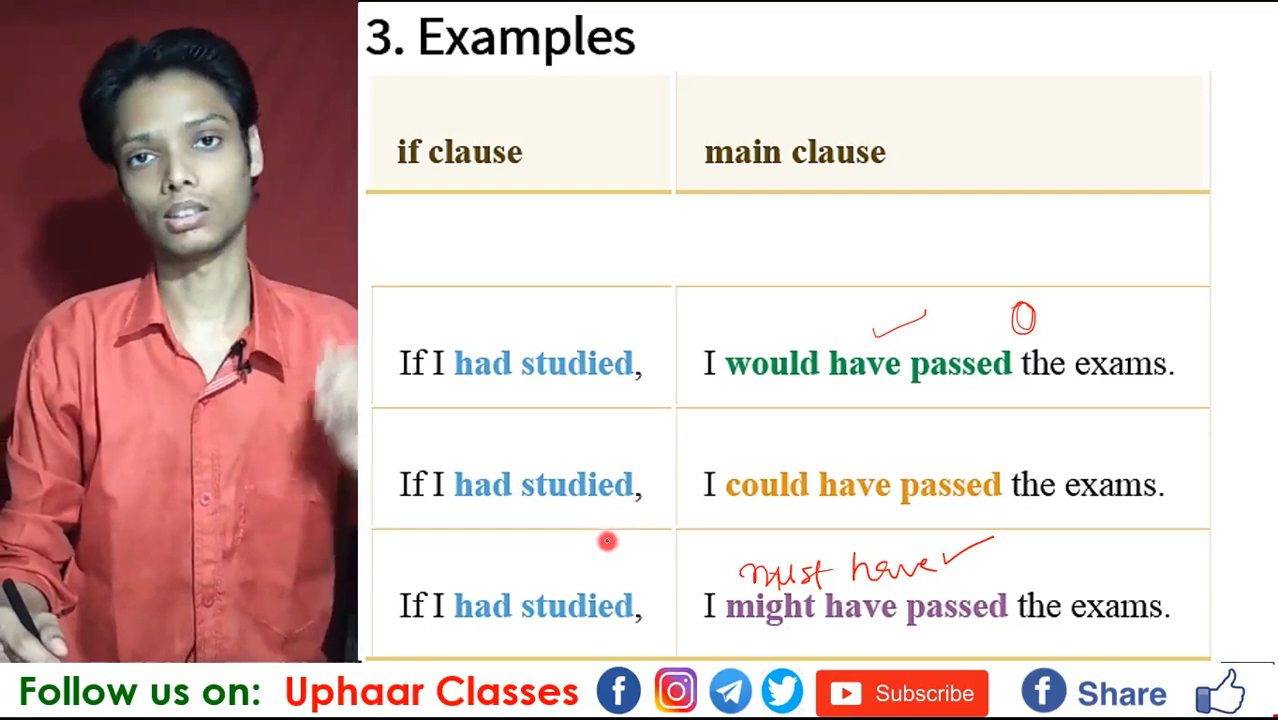 3. Examples
if clause main clause
If I had studied, I would have passed the exams.
If I had studied, I could have passed the exams.
must have
If I had studied, I might have passed the exams.
Follow us on: Uphaar Classes Subscribe Share